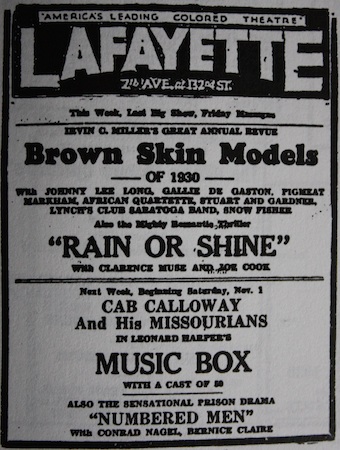 "AMERICA'S LEADING COLORED THEATRE"
LAFAYETTE
7th AVE. at 132nd ST.
This Week, Last Big Show, Friday
IRVIN C. MILLER'S GREAT ANNUAL REVUE
Brown Skin Models
— OF 1930 —
With JOHNNY LEE LONG, GALLIE DE GASTON, PIGMEAT
MARKHAM, AFRICAN QUARTETTE, STUART AND GARDNER,
LYNCH'S CLUB SARATOGA BAND, SNOW FISHER
Also the Mighty Romantic Thriller
"RAIN OR SHINE"
With CLARENCE MUSE AND JOE COOK
Next Week, Beginning Saturday, Nov. 1
CAB CALLOWAY
And His MISSOURIANS
IN LEONARD HARPER'S
MUSIC BOX
WITH A CAST OF 50
ALSO THE SENSATIONAL PRISON DRAMA
"NUMBERED MEN"
With CONRAD NAGEL, BERNICE CLAIRE